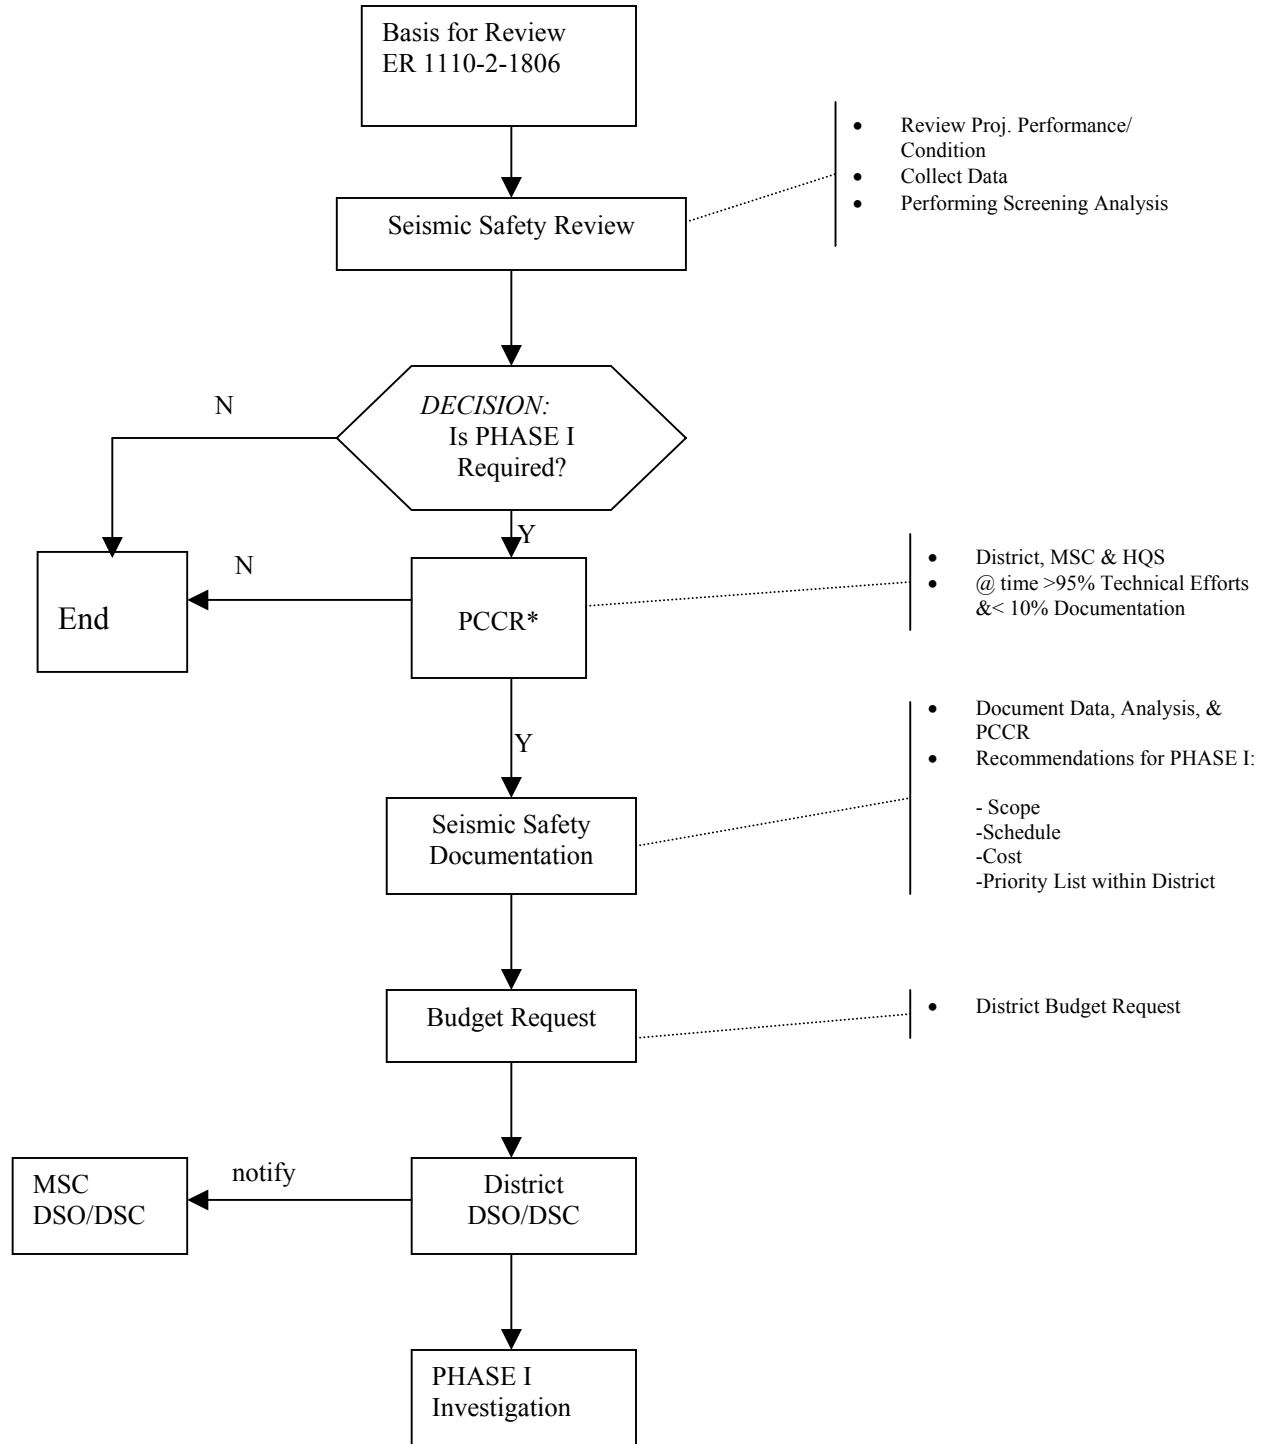 Basis for Review
ER 1110-2-1806
• Review Proj. Performance/
Condition
• Collect Data
• Performing Screening Analysis
Seismic Safety Review
N
DECISION:
Is PHASE I
Required?
Y
• District, MSC & HQS
• @ time >95% Technical Efforts
&< 10% Documentation
N
End
PCCR*
Y
• Document Data, Analysis, &
PCCR
• Recommendations for PHASE I:
- Scope
-Schedule
-Cost
-Priority List within District
Seismic Safety
Documentation
Budget Request
• District Budget Request
MSC
DSO/DSC
notify
District
DSO/DSC
PHASE I
Investigation